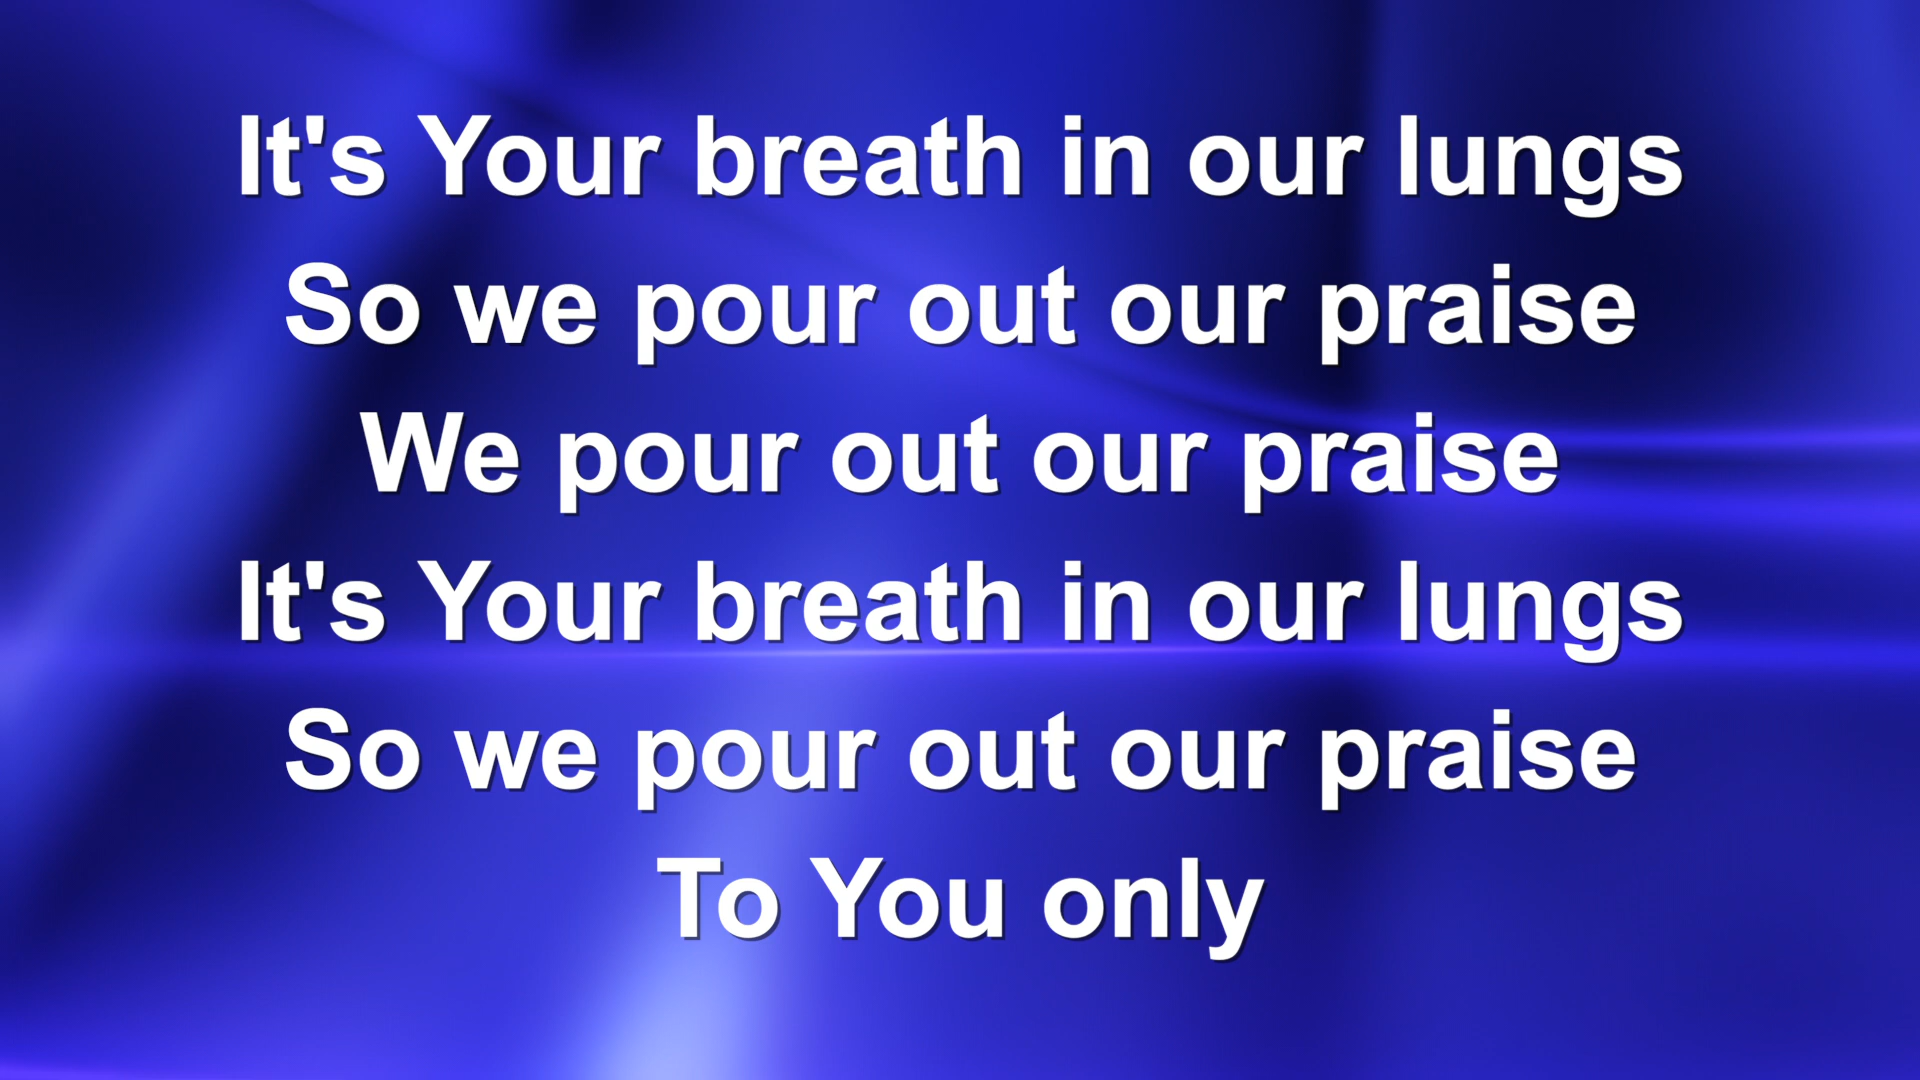 It's Your breath in our lungs
So we pour out our praise
We pour out our praise
It's Your breath in our lungs
So we pour out our praise
To You only